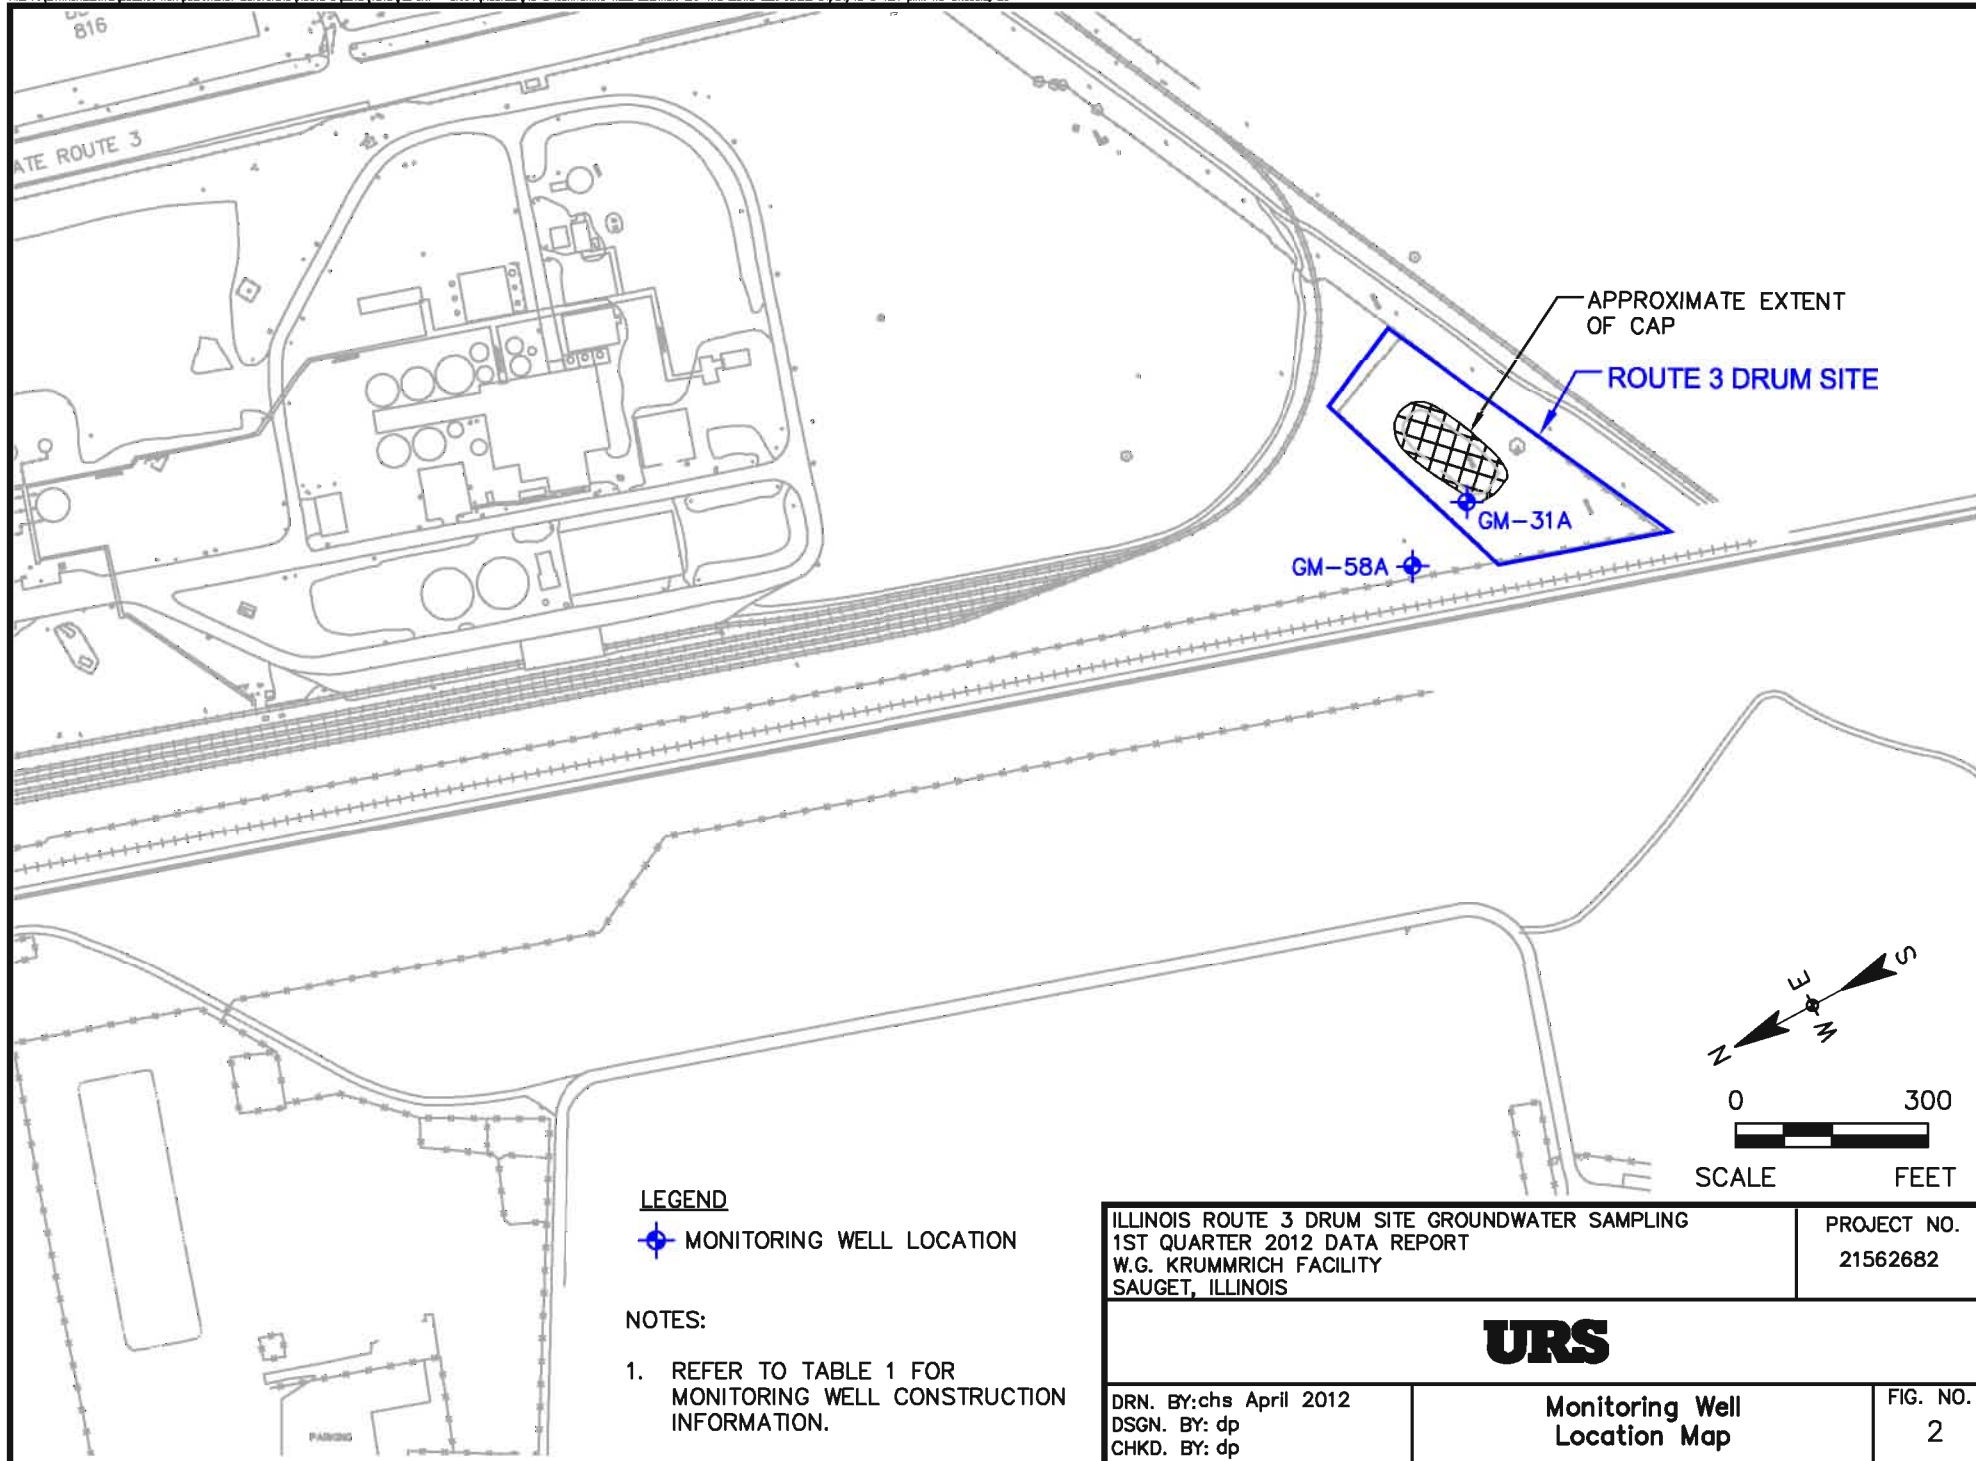 816
ATE ROUTE 3
APPROXIMATE EXTENT
OF CAP
ROUTE 3 DRUM SITE
GM-31A
GM-58A
S
E
W
N
0 300
SCALE FEET
LEGEND
MONITORING WELL LOCATION
NOTES:
1. REFER TO TABLE 1 FOR
MONITORING WELL CONSTRUCTION
INFORMATION.
PARKING
ILLINOIS ROUTE 3 DRUM SITE GROUNDWATER SAMPLING
1ST QUARTER 2012 DATA REPORT
W.G. KRUMMRICH FACILITY
SAUGET, ILLINOIS
PROJECT NO.
21562682
URS
DRN. BY:chs April 2012
DSGN. BY: dp
CHKD. BY: dp
Monitoring Well
Location Map
FIG. NO.
2